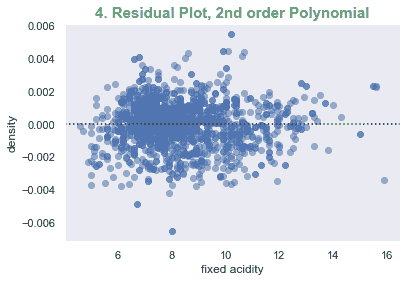 4. Residual Plot, 2nd order Polynomial
0.006
0.004
0.002
0.000
−0.002
−0.004
−0.006
density
6 8 10 12 14 16
fixed acidity